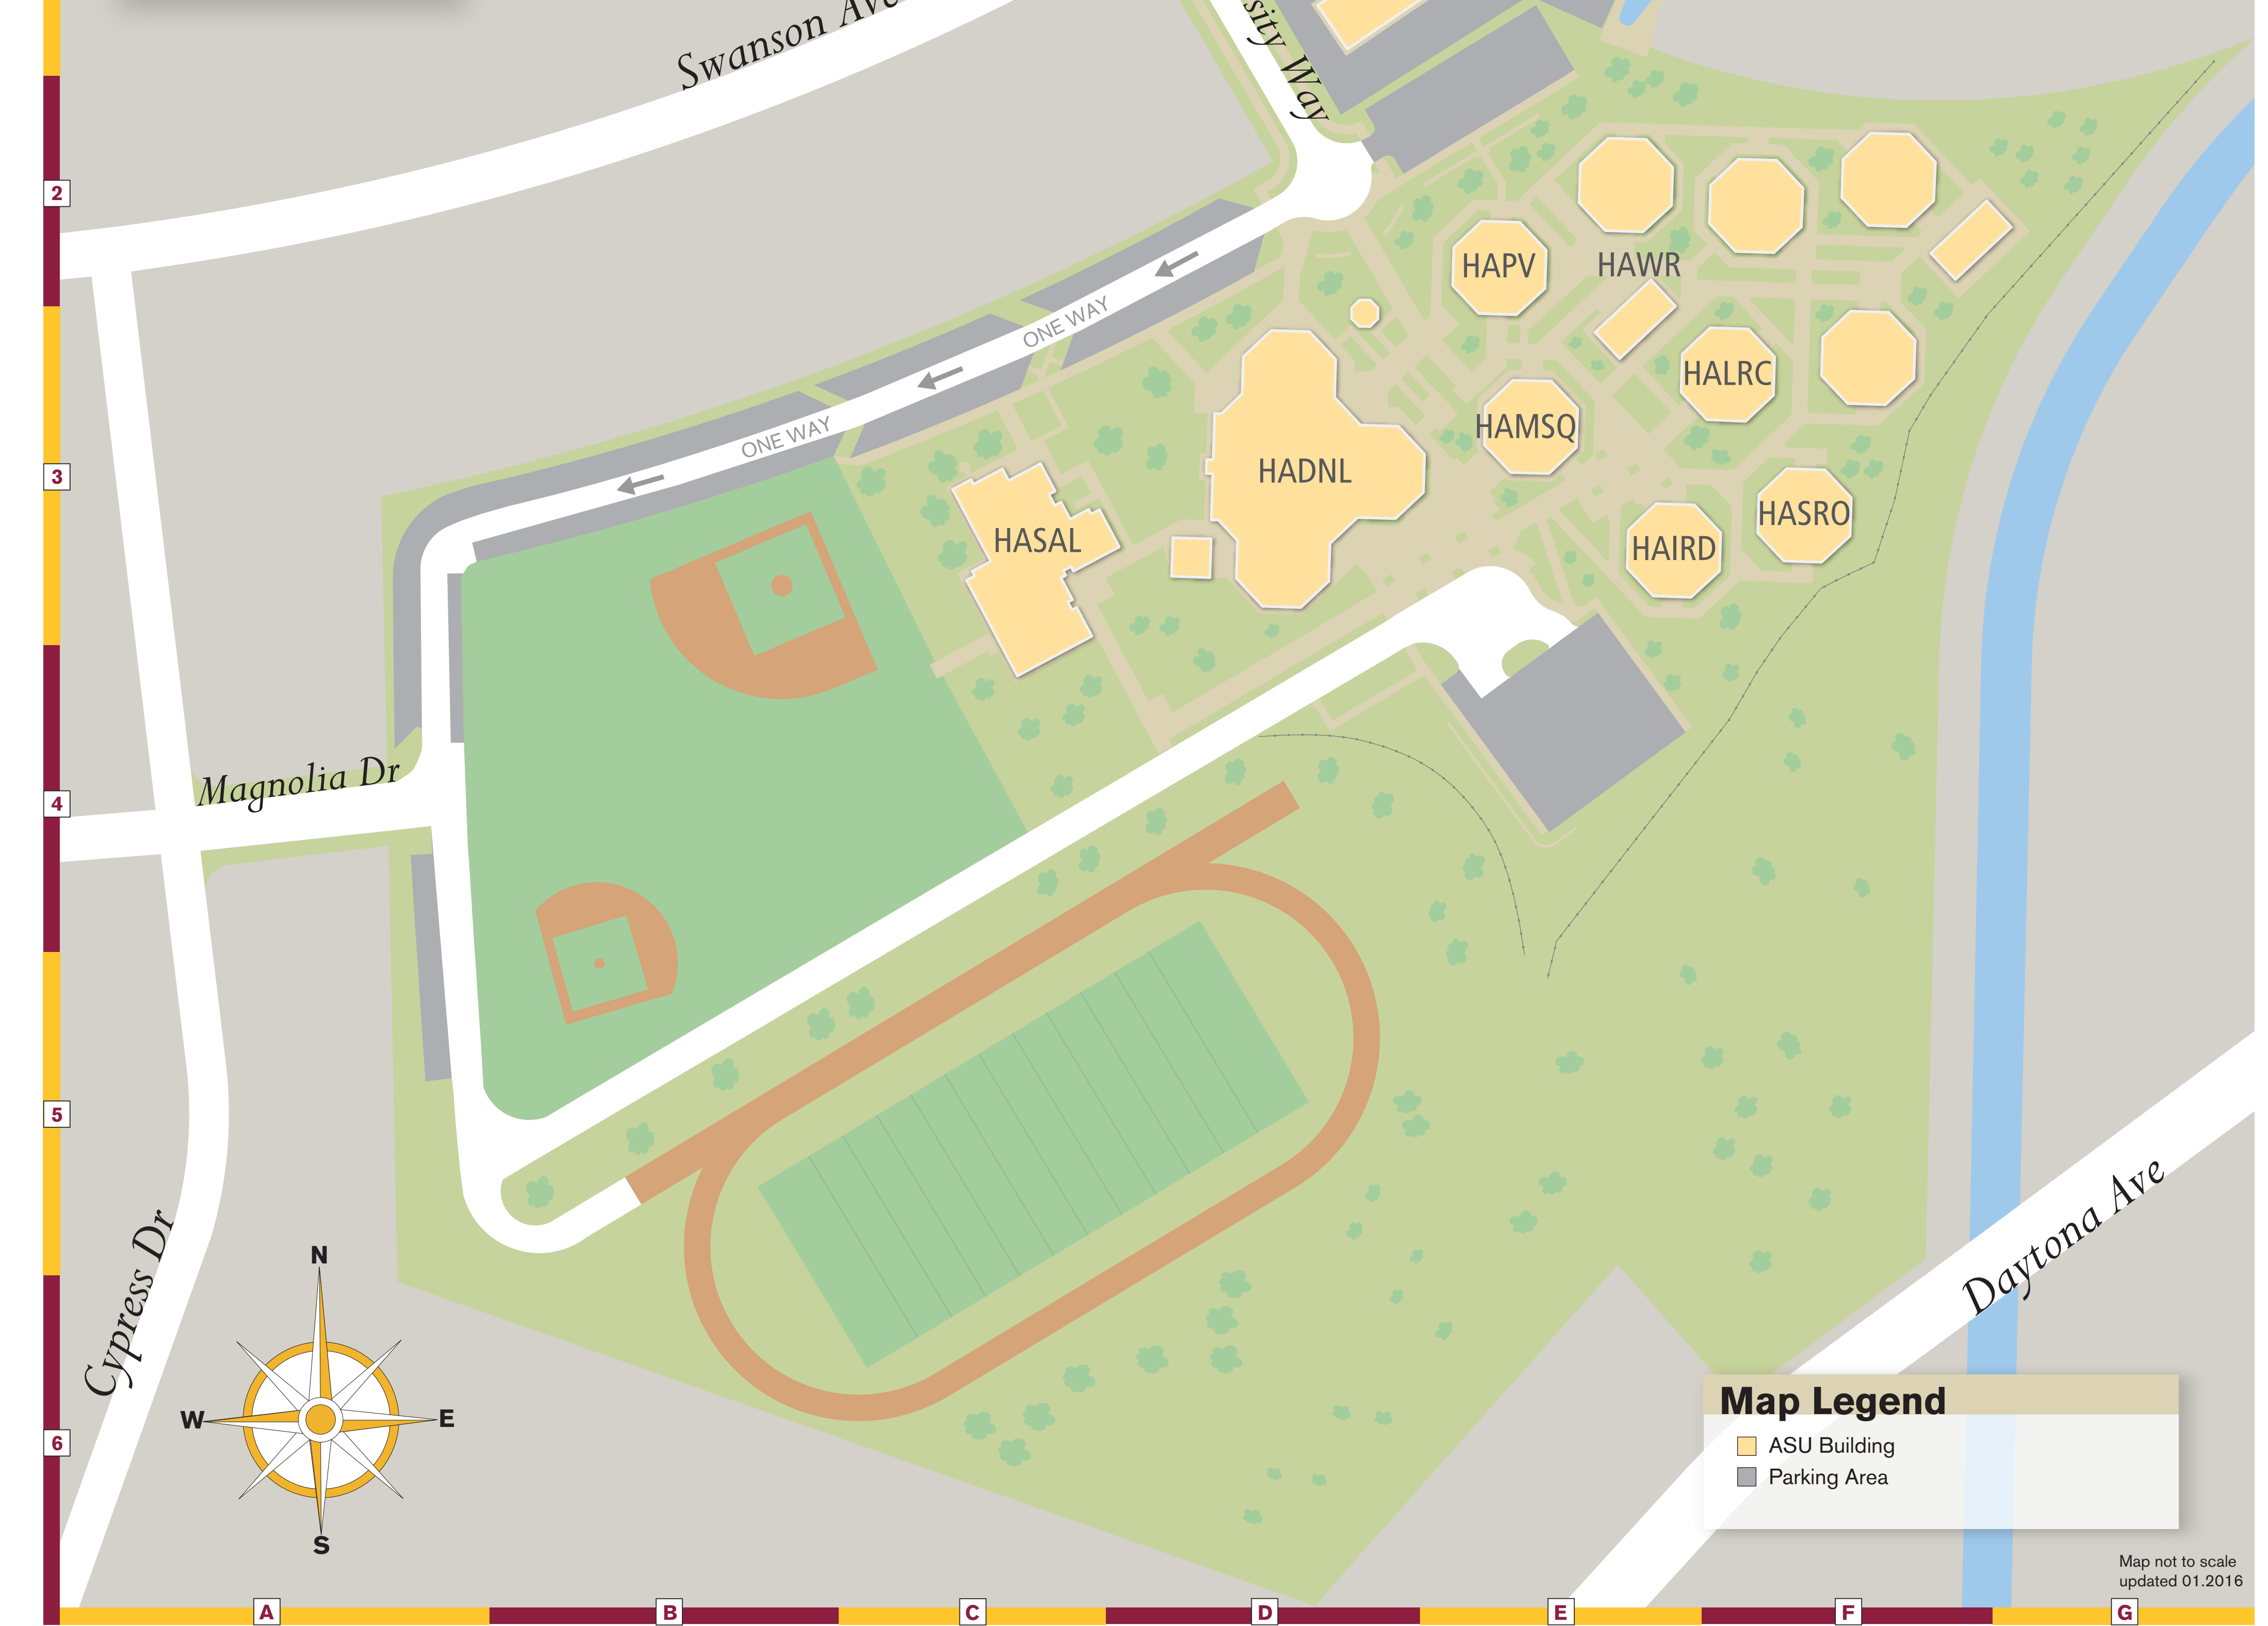 Swanson Ave
sity Way
2
HAPV
HAWR
ONE WAY
HALRC
ONE WAY
HAMSQ
3
HADNL
HASRO
HASAL
HAIRD
Magnolia Dr
4
5
Cypress Dr
Daytona Ave
N
W
E
S
Map Legend
ASU Building
Parking Area
6
Map not to scale
updated 01.2016
A
B
C
D
E
F
G